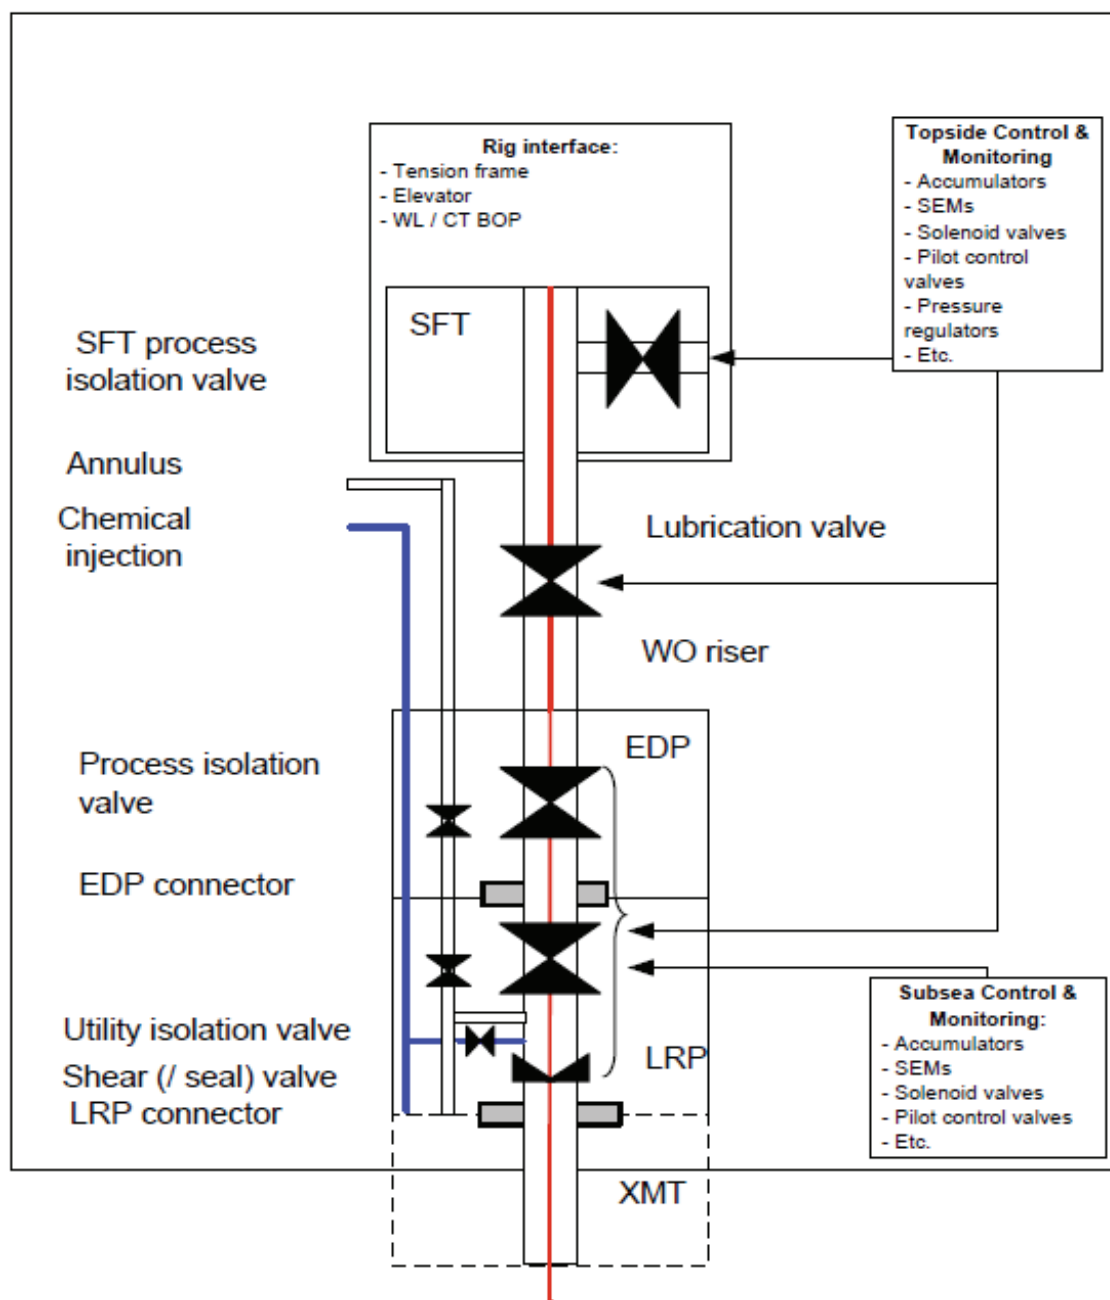 Rig interface:
- Tension frame
- Elevator
- WL / CT BOP
Topside Control &
Monitoring
- Accumulators
- SEMs
- Solenoid valves
- Pilot control
valves
- Pressure
regulators
- Etc.
SFT
SFT process
isolation valve
Annulus
Chemical
injection
Lubrication valve
WO riser
EDP
Process isolation
valve
EDP connector
Utility isolation valve
Shear (/ seal) valve
LRP connector
LRP
Subsea Control &
Monitoring:
- Accumulators
- SEMs
- Solenoid valves
- Pilot control valves
- Etc.
XMT